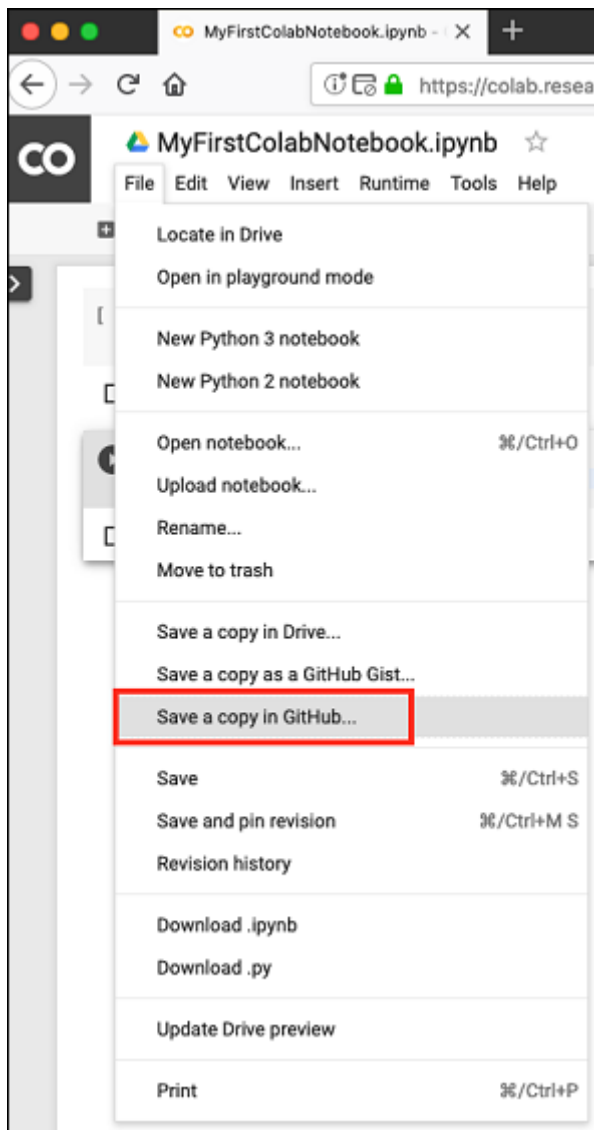 MyFirstColabNotebook.ipynb -
https://colab.resea
CO
MyFirstColabNotebook.ipynb
File Edit View Insert Runtime Tools Help
Locate in Drive
Open in playground mode
New Python 3 notebook
New Python 2 notebook
Open notebook... ⌘/Ctrl+O
Upload notebook...
Rename...
Move to trash
Save a copy in Drive...
Save a copy as a GitHub Gist...
Save a copy in GitHub...
Save ⌘/Ctrl+S
Save and pin revision ⌘/Ctrl+M S
Revision history
Download .ipynb
Download .py
Update Drive preview
Print ⌘/Ctrl+P